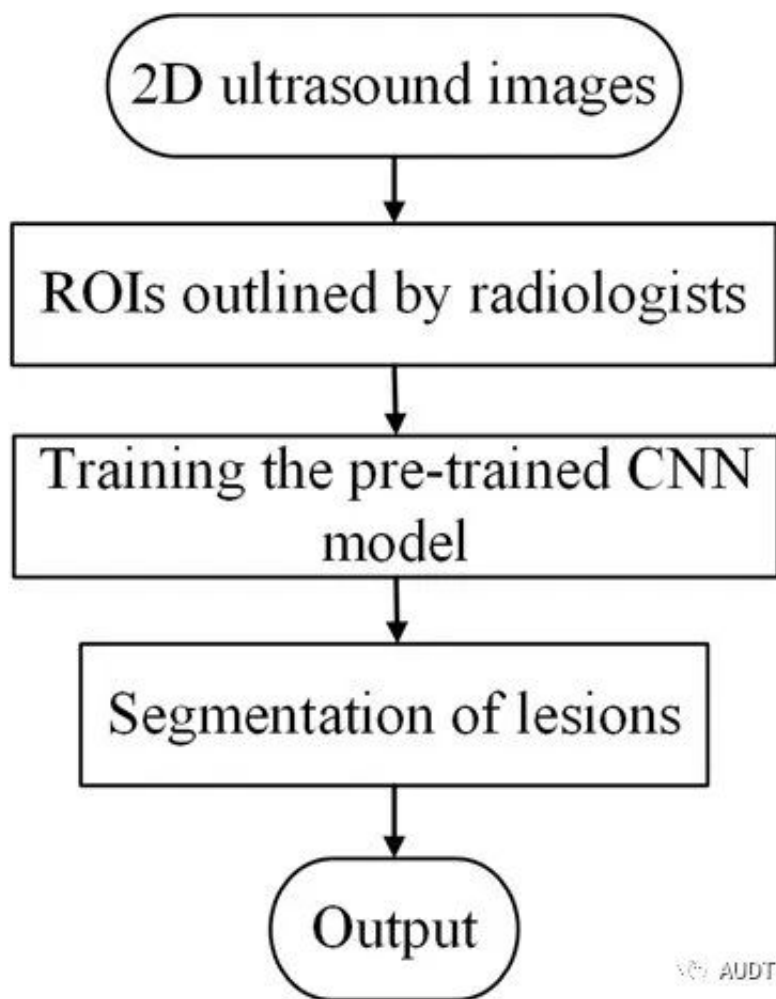 2D ultrasound images
ROIs outlined by radiologists
Training the pre-trained CNN
model
Segmentation of lesions
Output
AUDT